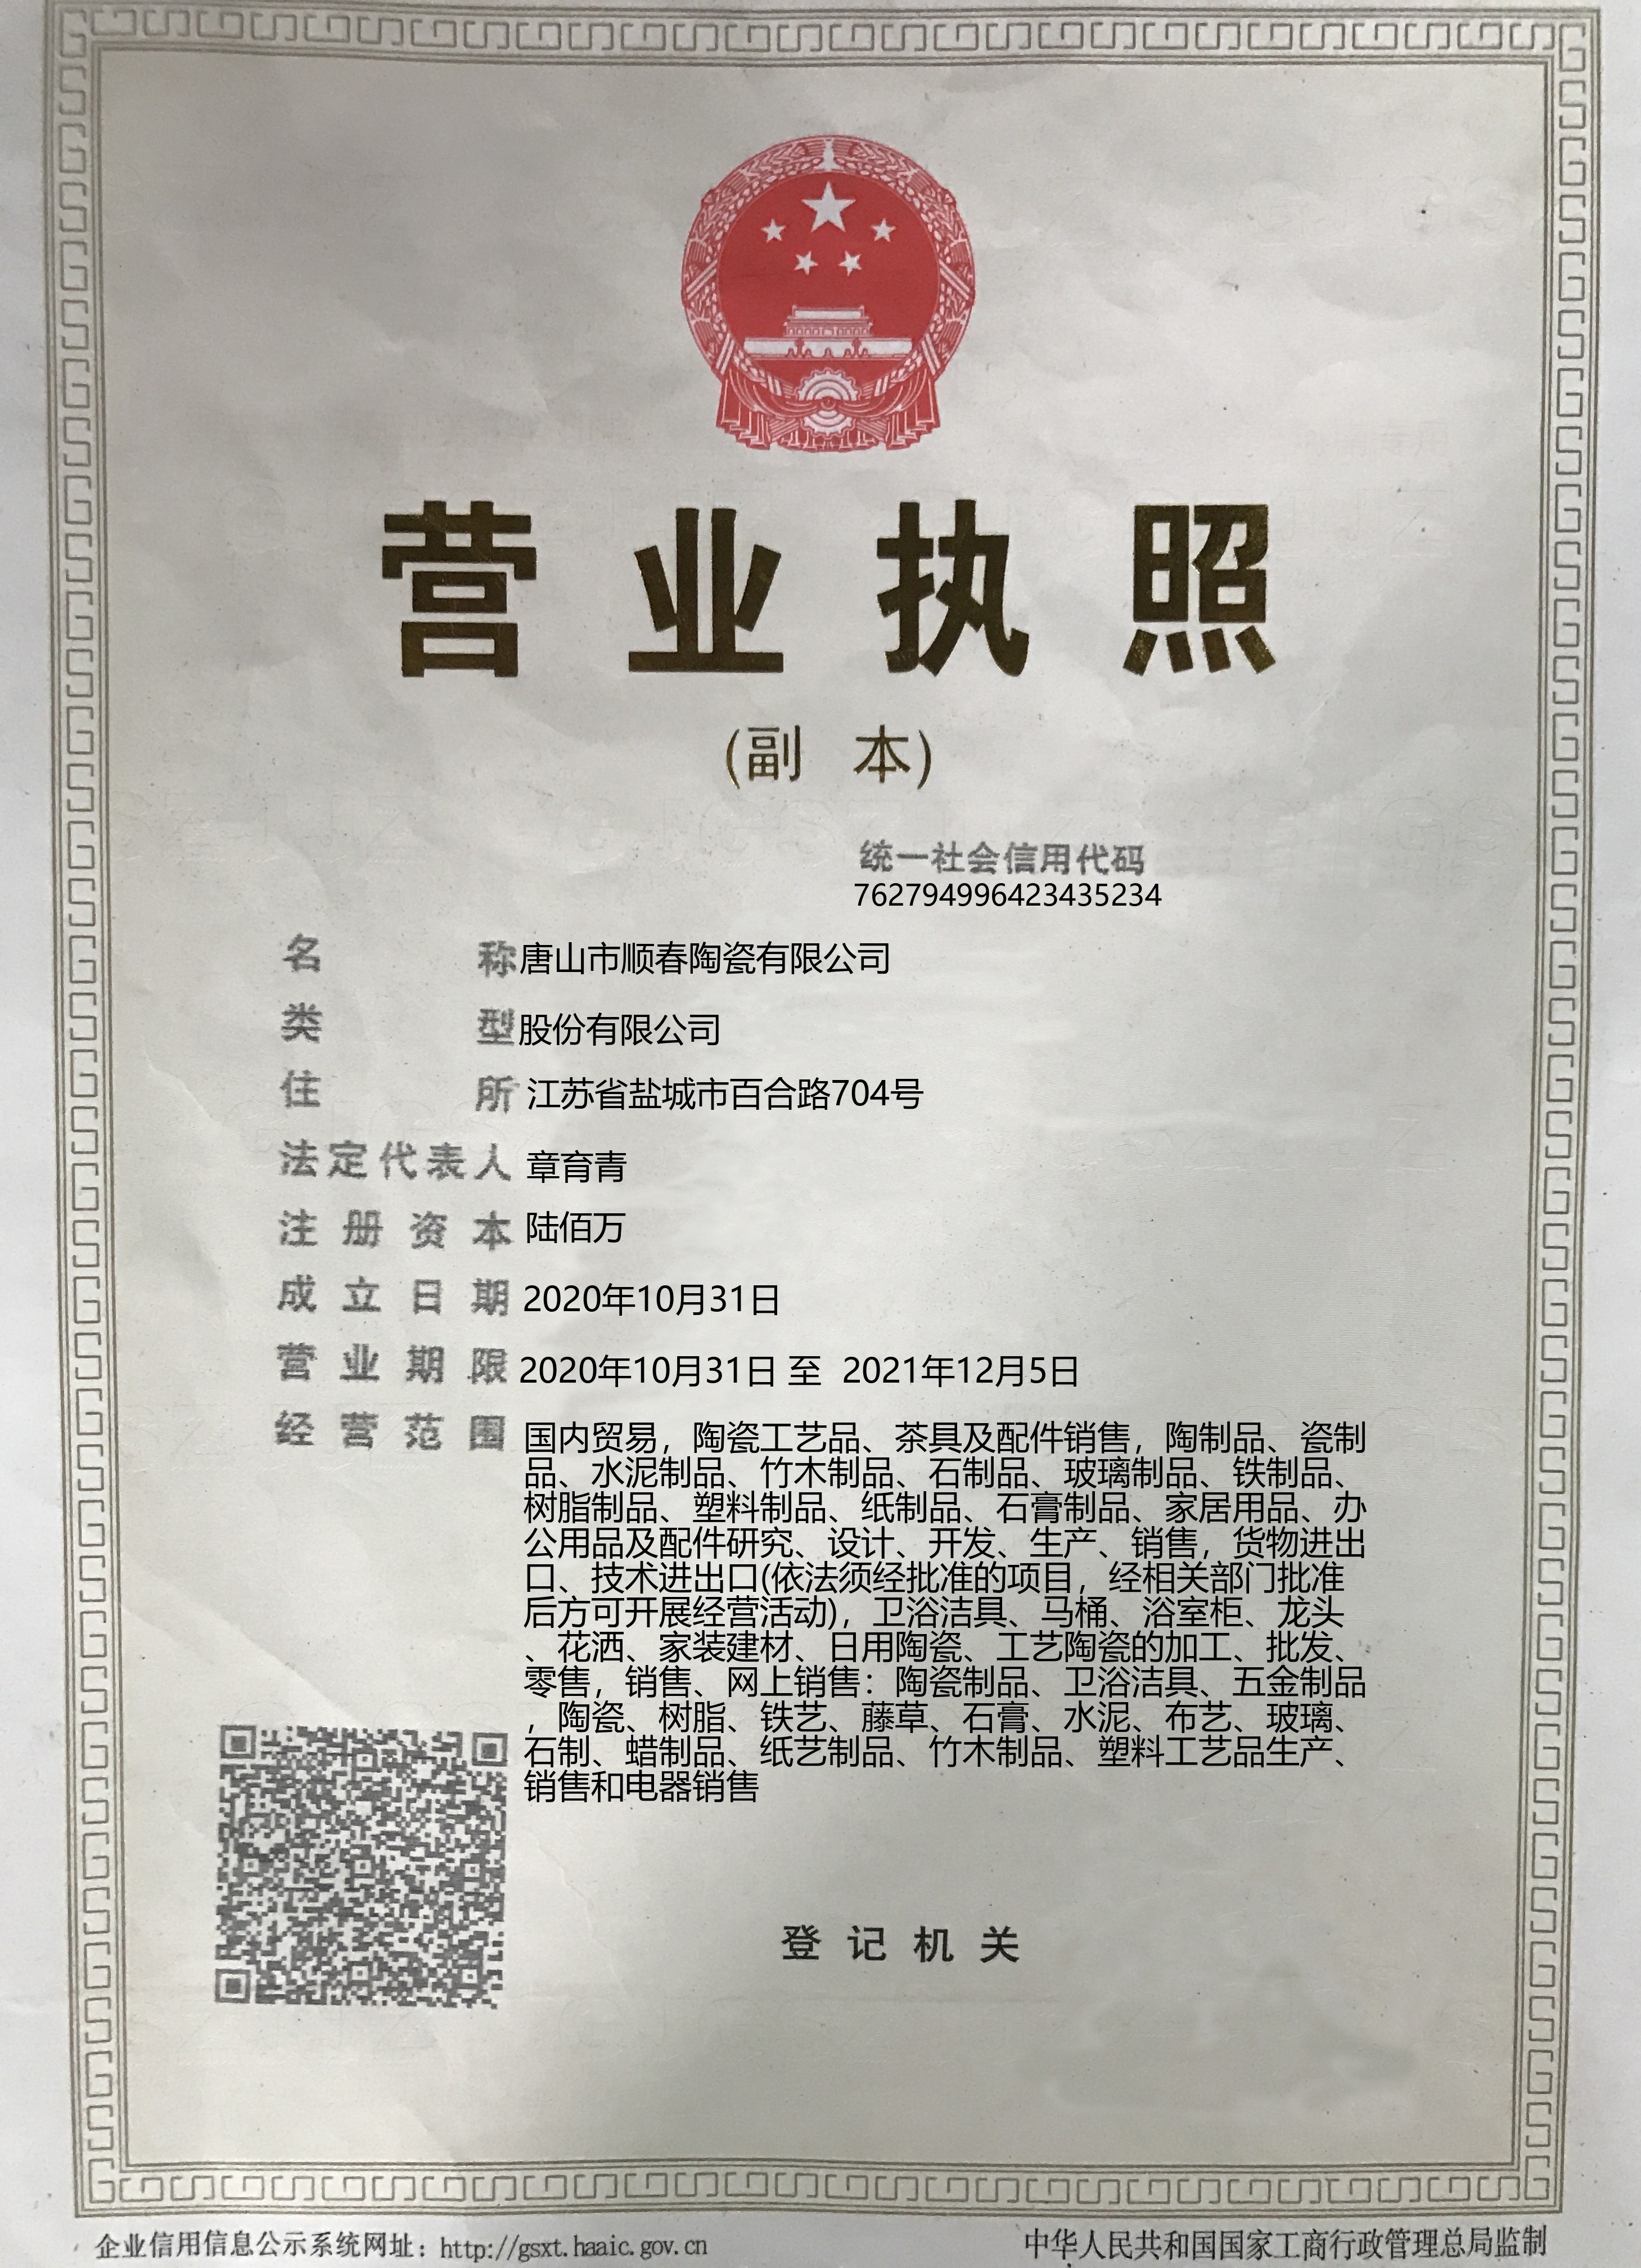 营业执照
(副 本)
统一社会信用代码
762794996423435234
名 称 唐山市顺春陶瓷有限公司
类 型 股份有限公司
住 所 江苏省盐城市百合路704号
法定代表人 章育青
注册资本 陆佰万
成立日期 2020年10月31日
营业期限 2020年10月31日 至 2021年12月5日
经营范围 国内贸易，陶瓷工艺品、茶具及配件销售，陶制品、瓷制
品、水泥制品、竹木制品、石制品、玻璃制品、铁制品、
树脂制品、塑料制品、纸制品、石膏制品、家居用品、办
公用品及配件研究、设计、开发、生产、销售，货物进出
口、技术进出口(依法须经批准的项目，经相关部门批准
后方可开展经营活动)，卫浴洁具、马桶、浴室柜、龙头
、花洒、家装建材、日用陶瓷、工艺陶瓷的加工、批发、
零售，销售、网上销售：陶瓷制品、卫浴洁具、五金制品
，陶瓷、树脂、铁艺、藤草、石膏、水泥、布艺、玻璃、
石制、蜡制品、纸艺制品、竹木制品、塑料工艺品生产、
销售和电器销售
登记机关
企业信用信息公示系统网址：http://gsxt.haaic.gov.cn
中华人民共和国国家工商行政管理总局监制